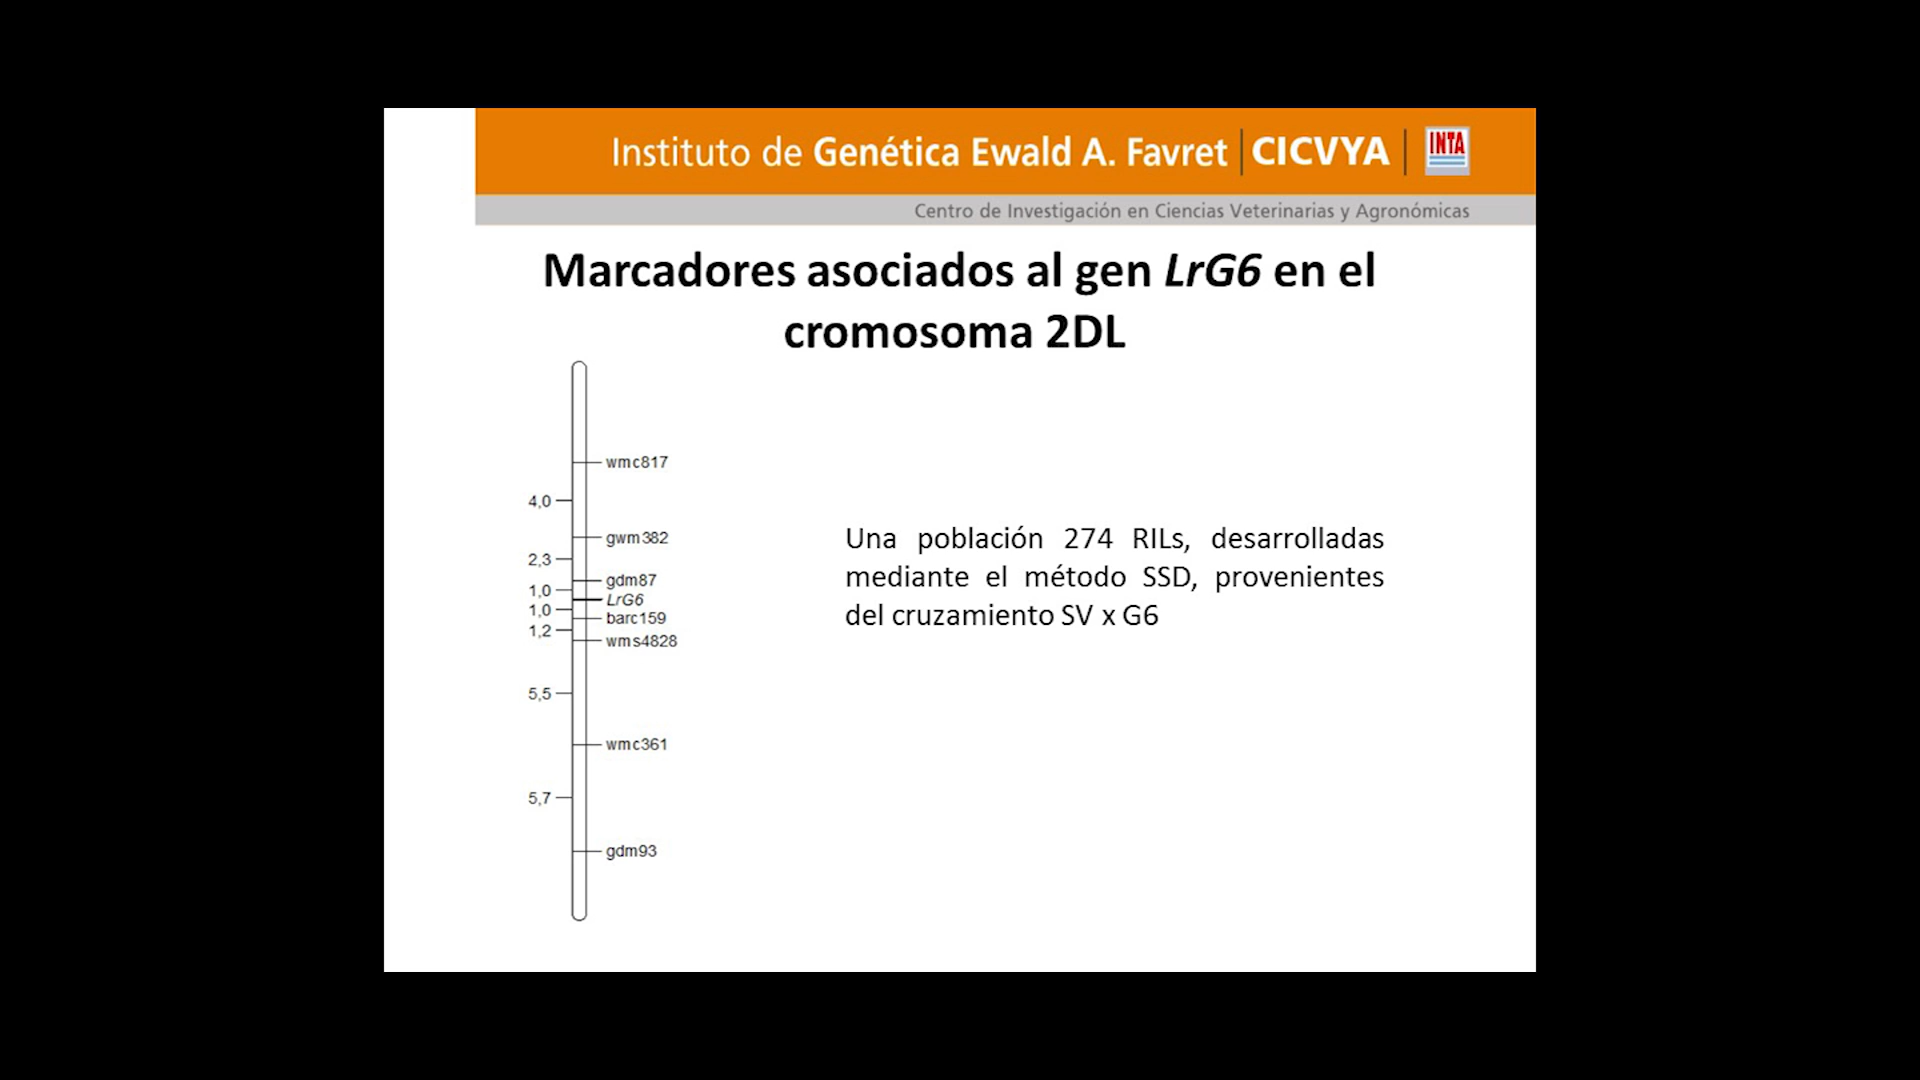 Instituto de Genética Ewald A. Favret | CICVYA | INTA
Centro de Investigación en Ciencias Veterinarias y Agronómicas
Marcadores asociados al gen LrG6 en el
cromosoma 2DL
wmc817
4,0
gwm382
2,3
gdm87
1,0
LrG6
1,0
barc159
1,2
wms4828
5,5
wmc361
5,7
gdm93
Una población 274 RILs, desarrolladas
mediante el método SSD, provenientes
del cruzamiento SV x G6